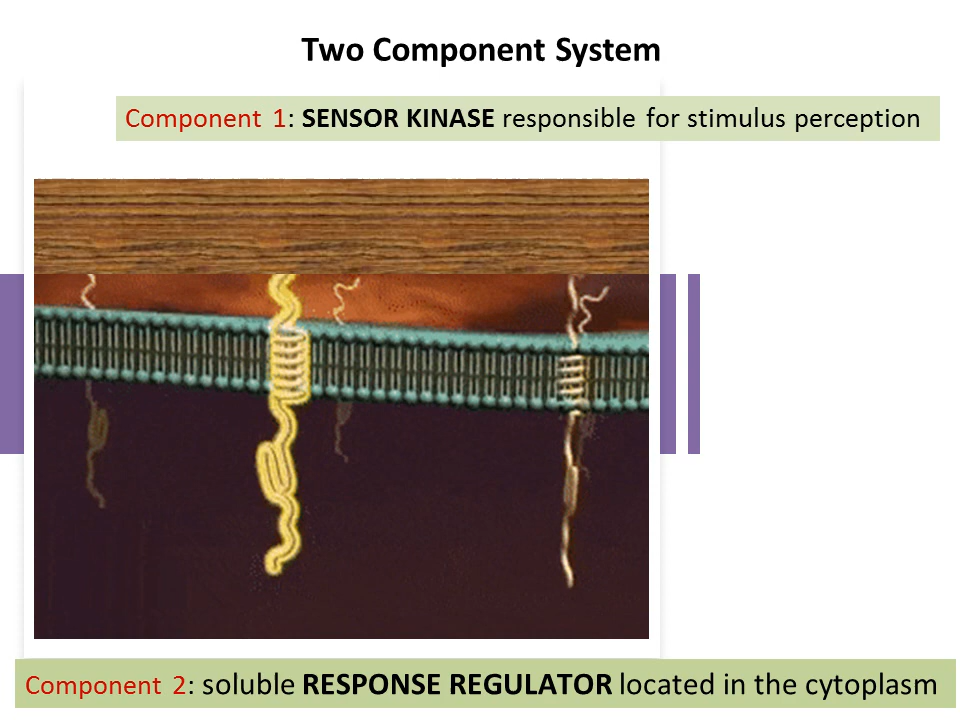 Two Component System
Component 1: SENSOR KINASE responsible for stimulus perception
Component 2: soluble RESPONSE REGULATOR located in the cytoplasm